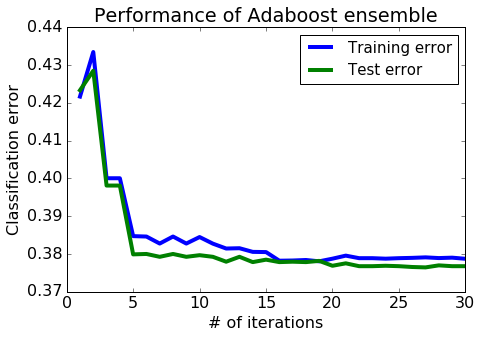 Performance of Adaboost ensemble
0.44
0.43
0.42
0.41
0.40
0.39
0.38
0.37
Classification error
Training error
Test error
0 5 10 15 20 25 30
# of iterations